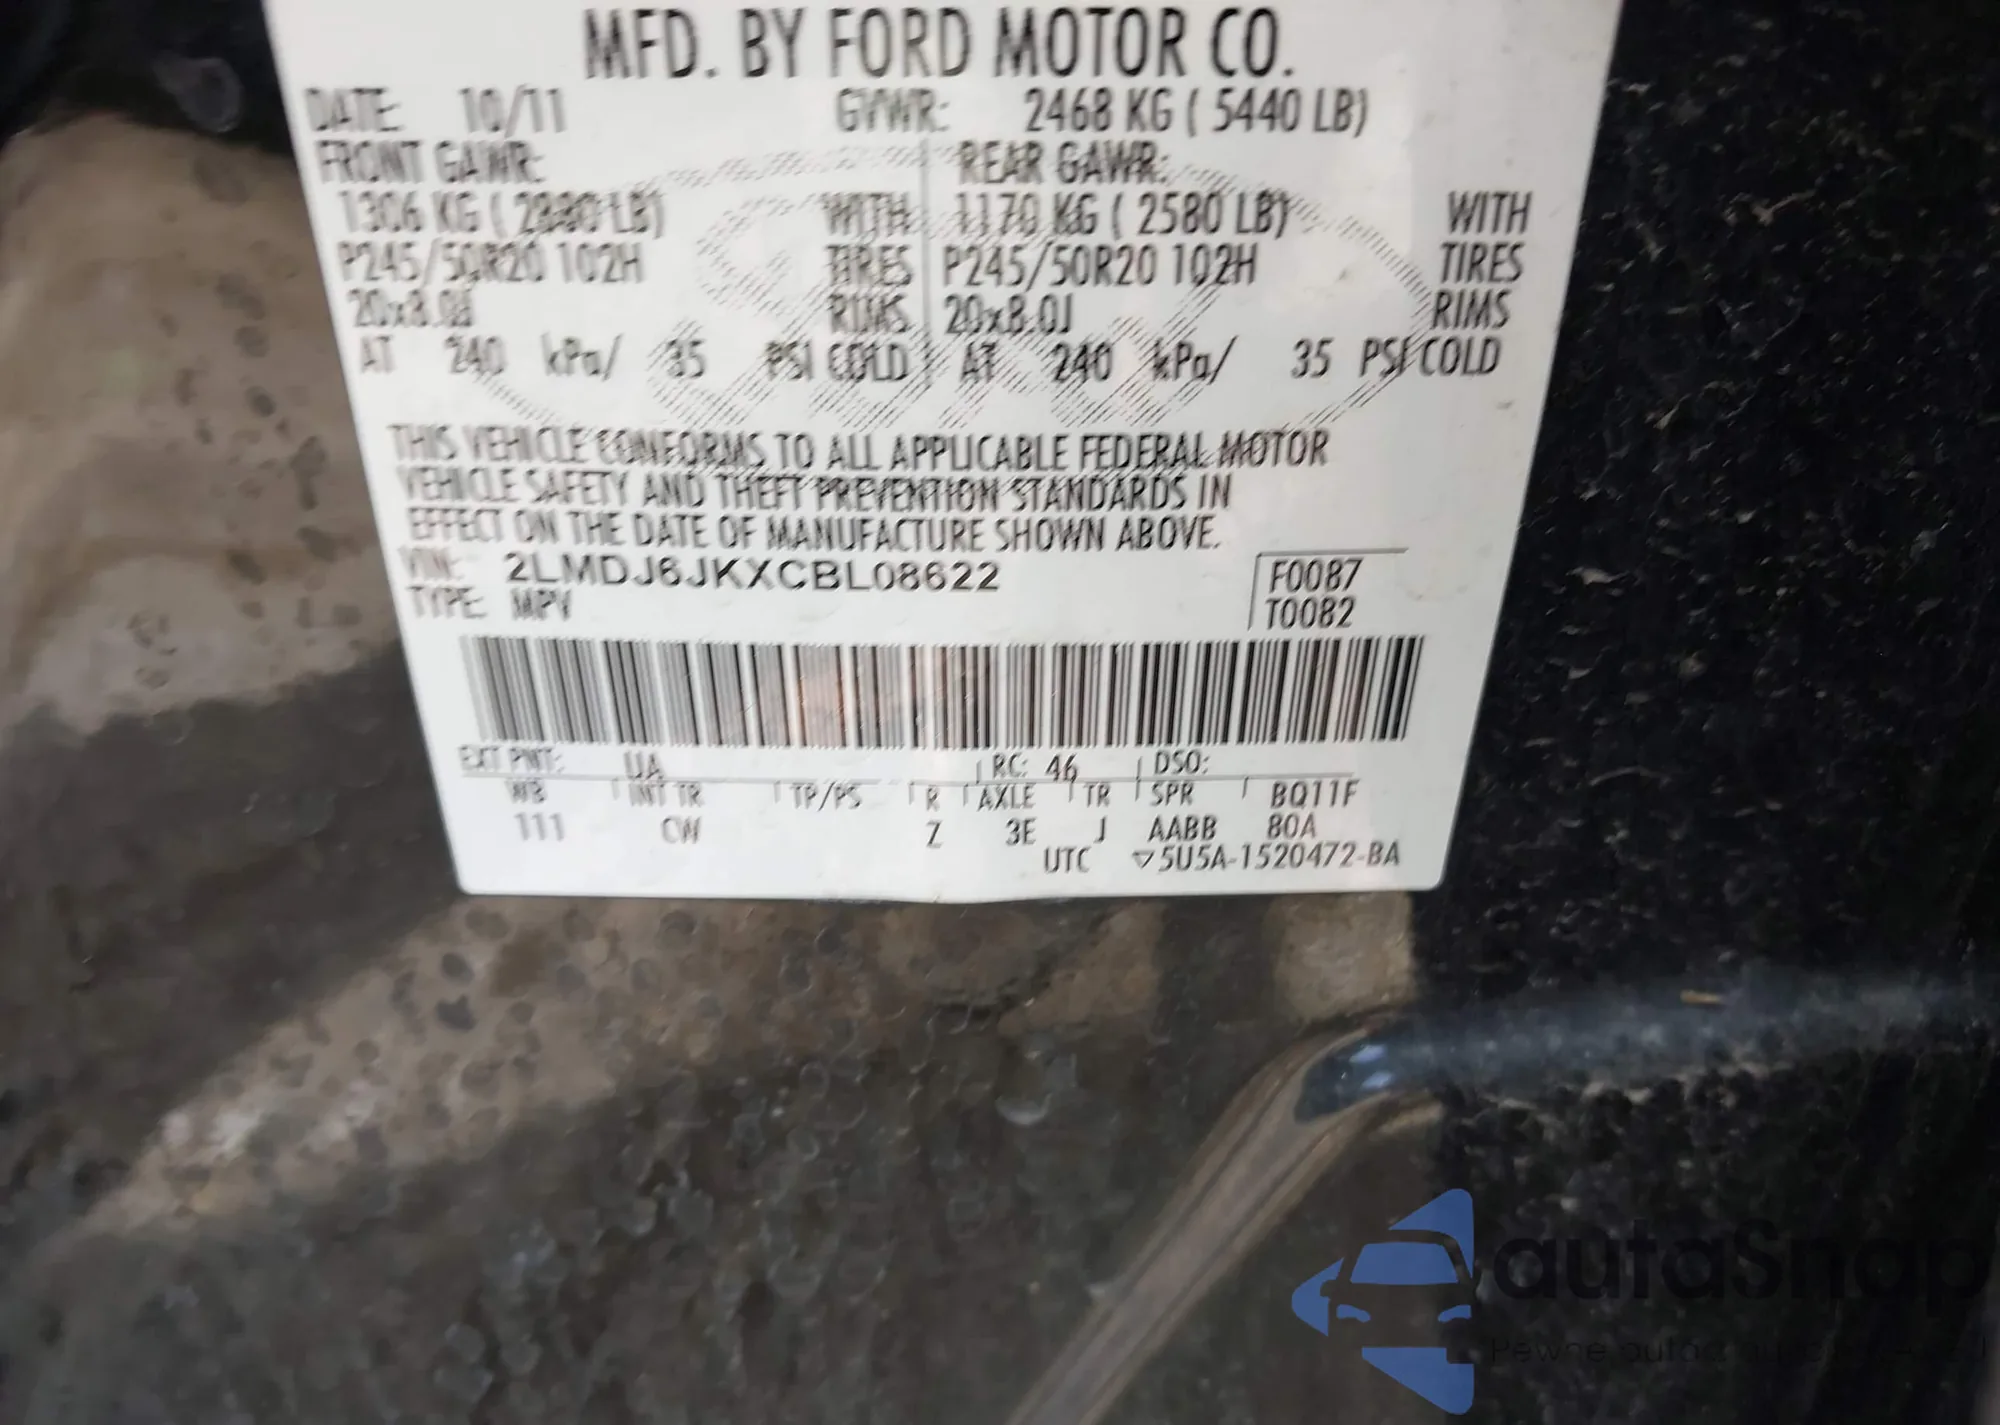 MFD. BY FORD MOTOR CO.
DATE: 10/11 GVWR: 2468 KG ( 5440 LB)
FRONT GAWR: REAR GAWR:
1306 KG ( 2880 LB) WITH 1170 KG ( 2580 LB) WITH
P245/50R20 102H TIRES P245/50R20 102H TIRES
20x8.0J RIMS 20x8.0J RIMS
AT 240 kPa/ 35 PSI COLD AT 240 kPa/ 35 PSI COLD
THIS VEHICLE CONFORMS TO ALL APPLICABLE FEDERAL MOTOR
VEHICLE SAFETY AND THEFT PREVENTION STANDARDS IN
EFFECT ON THE DATE OF MANUFACTURE SHOWN ABOVE.
VIN: 2LMDJ6JKXCBL08622 F0087
TYPE: MPV T0082
EXT PNT: UA RC: 46 DSO:
WB INT TR TP/PS R AXLE TR SPR BQ11F
111 CW Z 3E J AABB 80A
UTC ▽5U5A-1520472-BA
autaSnap